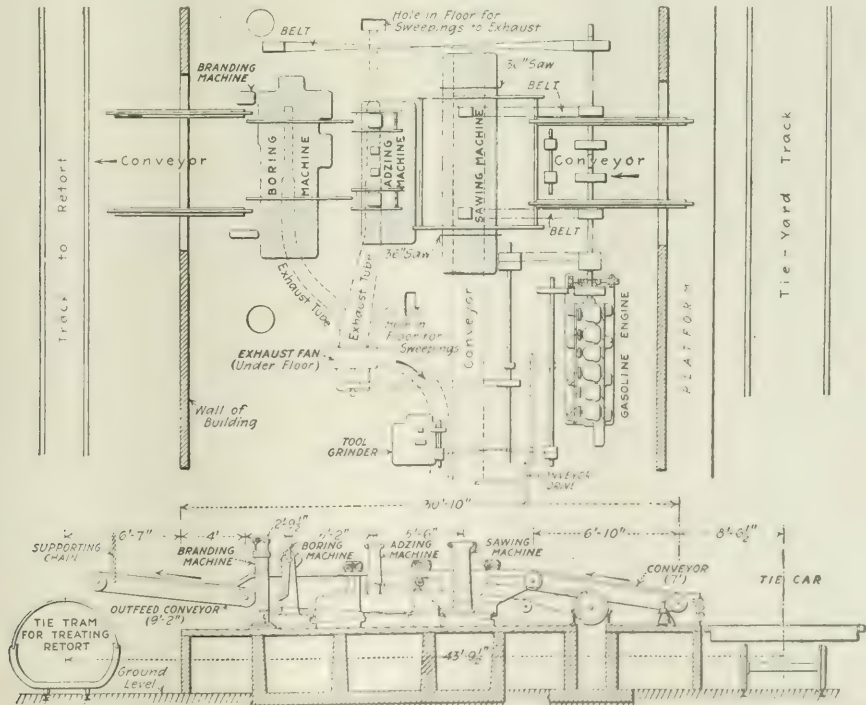 Hole in Floor for
Sweepings to Exhaust
BELT
BRANDING
MACHINE
36" Saw
BELT
Conveyor
BORING
MACHINE
ADZING
MACHINE
SAWING MACHINE
Conveyor
BELT
36" Saw
Track to Retort
Tie-Yard Track
Exhaust Tube
Exhaust Tube
Hole in
Floor for
Sweepings
Conveyor
EXHAUST FAN
(Under Floor)
GASOLINE ENGINE
PLATFORM
Wall of
Building
TOOL
GRINDER
CONVEYER
DRIVE
30'-10"
6'-7"
4'
5'-6"
6'-10"
8'-6½"
SUPPORTING
CHAIN
BRANDING
MACHINE
BORING
MACHINE
ADZING
MACHINE
SAWING
MACHINE
CONVEYOR
(7')
TIE CAR
OUTFEED CONVEYOR
(9'-2")
TIE TRAM
FOR TREATING
RETORT
43'-9½"
Ground
Level